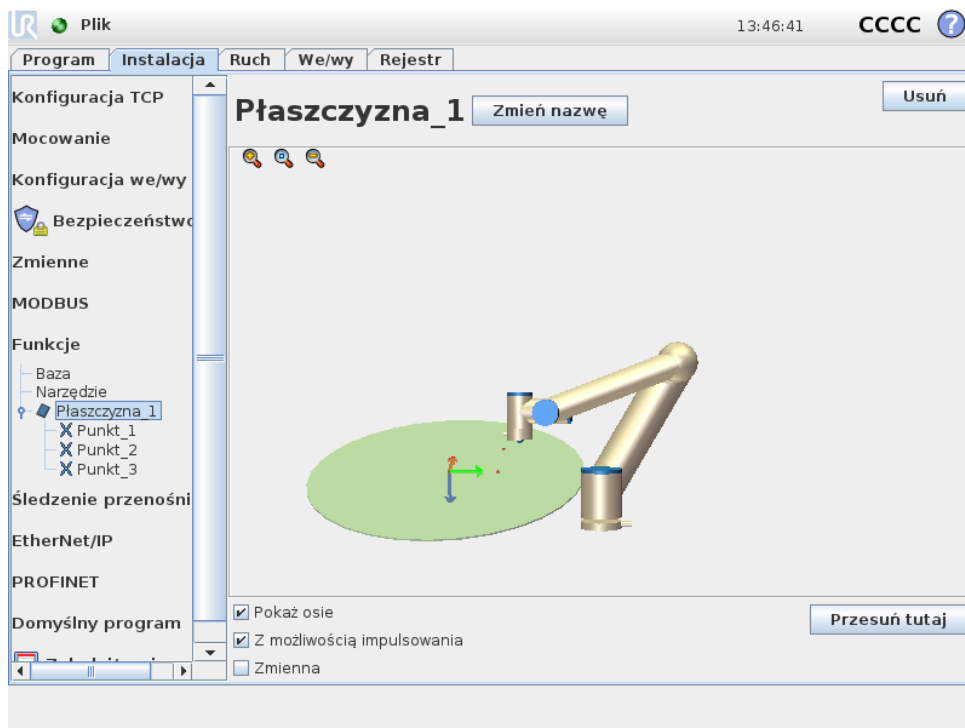 UR Plik 13:46:41 CCCC ?
Program Instalacja Ruch We/wy Rejestr
Konfiguracja TCP
Mocowanie
Konfiguracja we/wy
Bezpieczeństwo
Zmienne
MODBUS
Funkcje
Baza
Narzędzie
Płaszczyzna_1
Punkt_1
Punkt_2
Punkt_3
Śledzenie przenośni
EtherNet/IP
PROFINET
Domyślny program
Płaszczyzna_1 Zmień nazwę Usuń
Pokaż osie
Z możliwością impulsowania
Zmienna
Przesuń tutaj